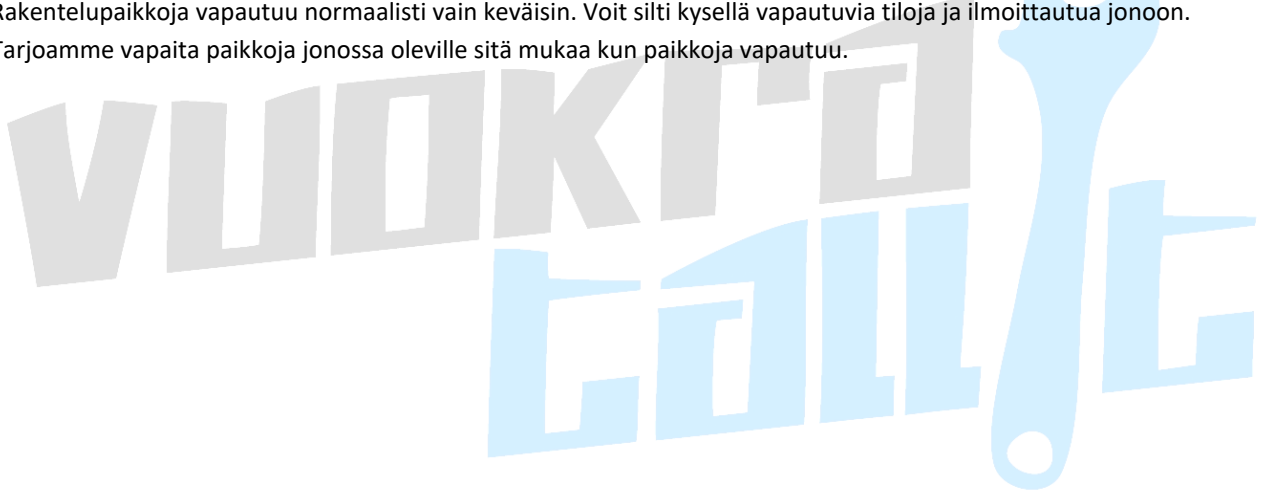 Rakentelupaikkoja vapautuu normaalisti vain keväisin. Voit silti kysellä vapautuvia tiloja ja ilmoittautua jonoon.
Tarjoamme vapaita paikkoja jonossa oleville sitä mukaa kun paikkoja vapautuu.
vuokra
tallit